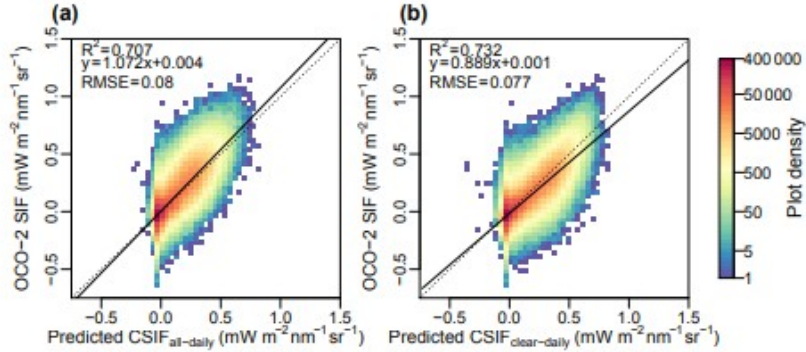 (a)
R²=0.707
y=1.072x+0.004
RMSE=0.08
1.5
1.0
0.5
0.0
−0.5
OCO−2 SIF (mW m⁻² nm⁻¹ sr⁻¹)
−0.5 0.0 0.5 1.0 1.5
Predicted CSIFall−daily (mW m⁻² nm⁻¹ sr⁻¹)
(b)
R²=0.732
y=0.889x+0.001
RMSE=0.077
1.5
1.0
0.5
0.0
−0.5
OCO−2 SIF (mW m⁻² nm⁻¹ sr⁻¹)
−0.5 0.0 0.5 1.0 1.5
Predicted CSIFclear−daily (mW m⁻² nm⁻¹ sr⁻¹)
400 000
50 000
5000
500
50
5
1
Plot density